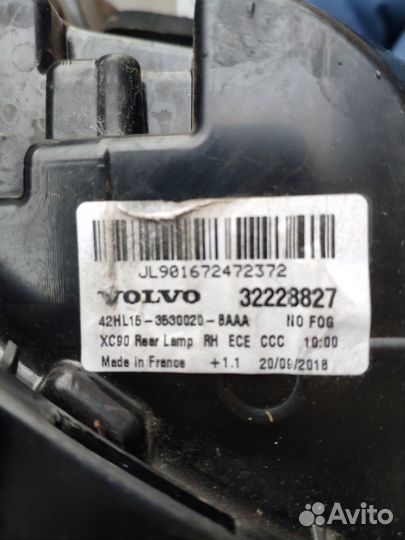 JL901672472372
VOLVO 32228827
42HL15-3530020-BAAA NO FOG
XC90 Rear Lamp RH ECE CCC 10:00
Made in France +1.1 20/09/2018
Avito